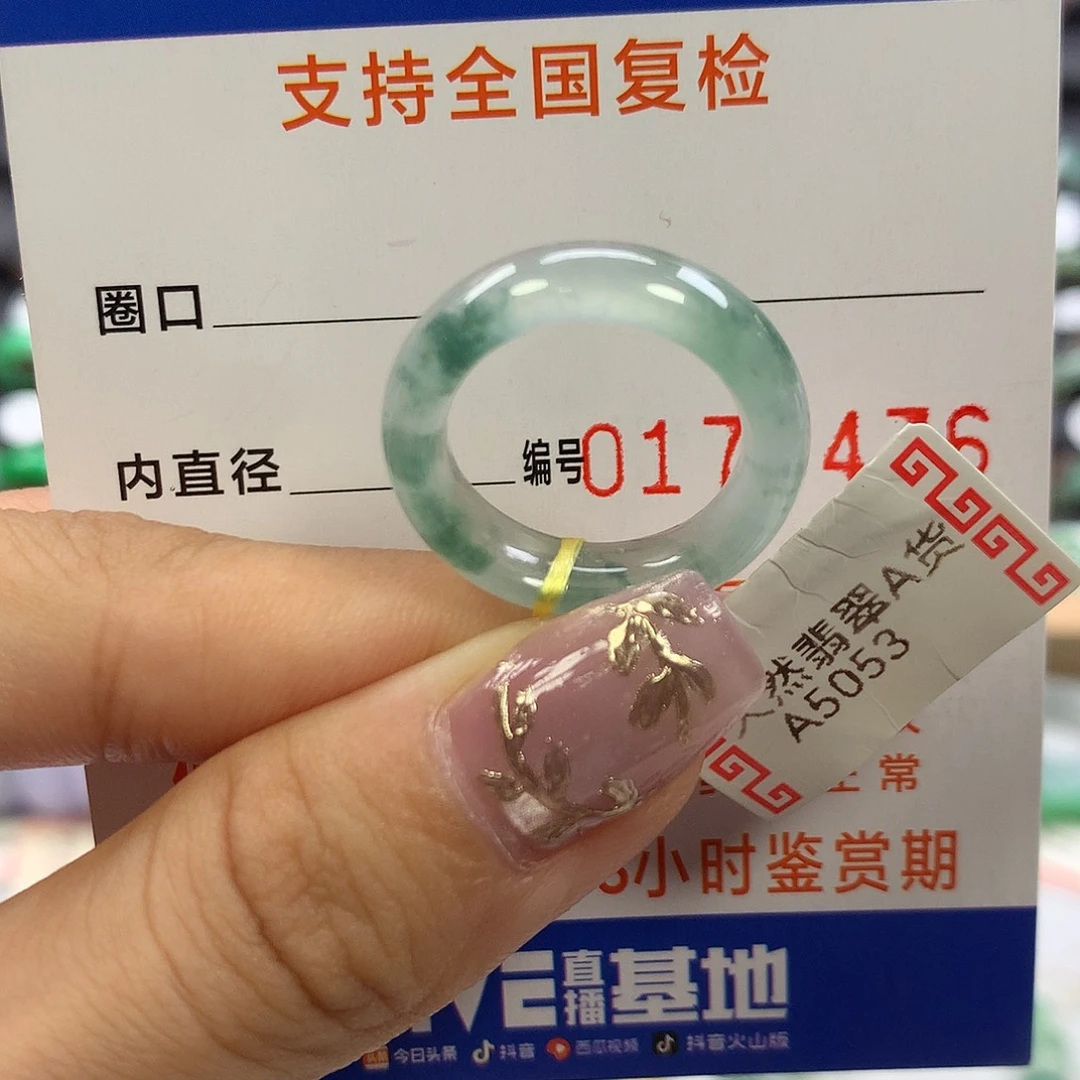 支持全国复检
圈口
内直径 编号017 476
然翡翠A货
A5053
常
小时鉴赏期
VE直播基地
今日头条 抖音 西瓜视频 抖音火山版